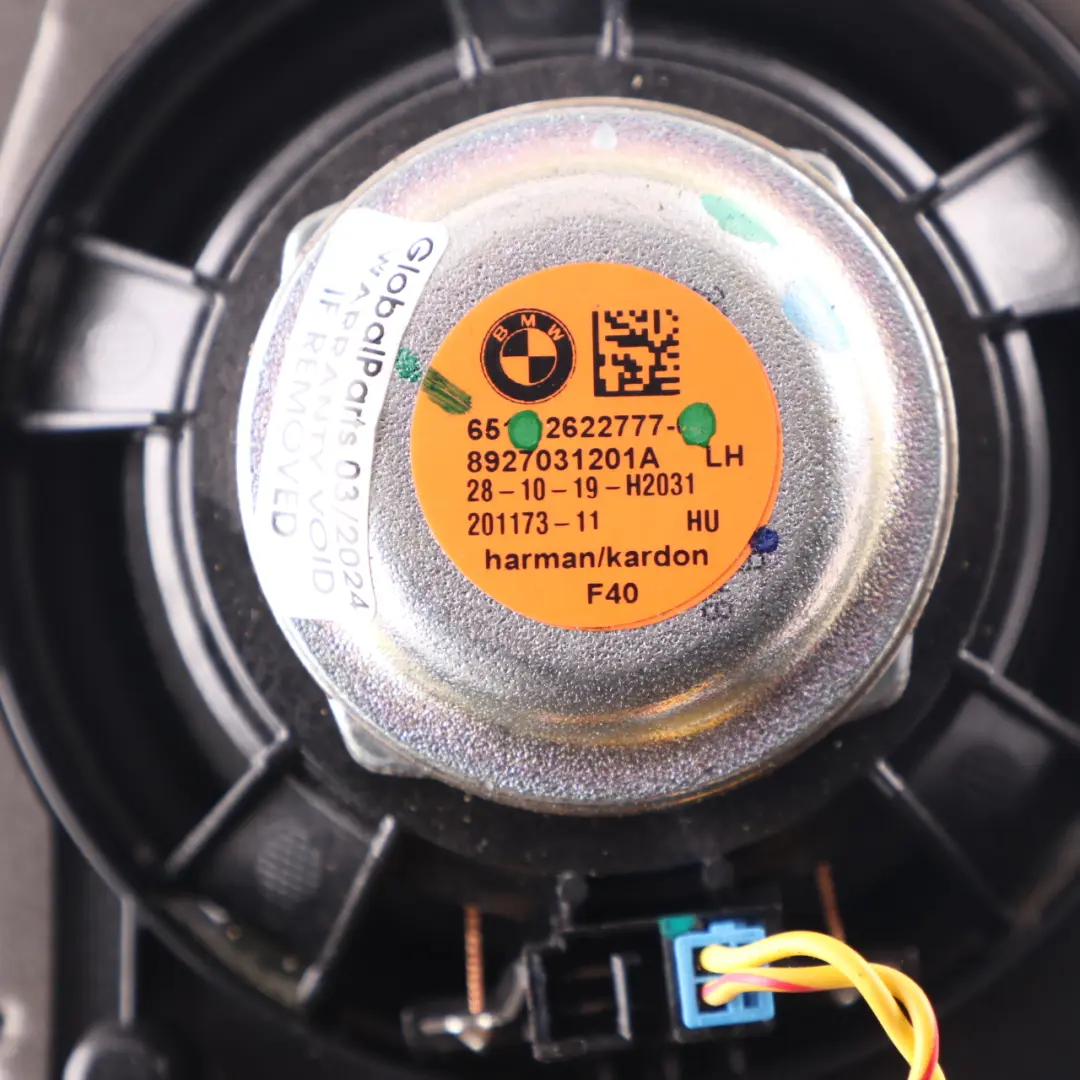 GlobalParts 03/2024
WARRANTY VOID
IF REMOVED
BMW
65 2622777-
8927031201A LH
28-10-19-H2031
201173-11 HU
harman/kardon
F40